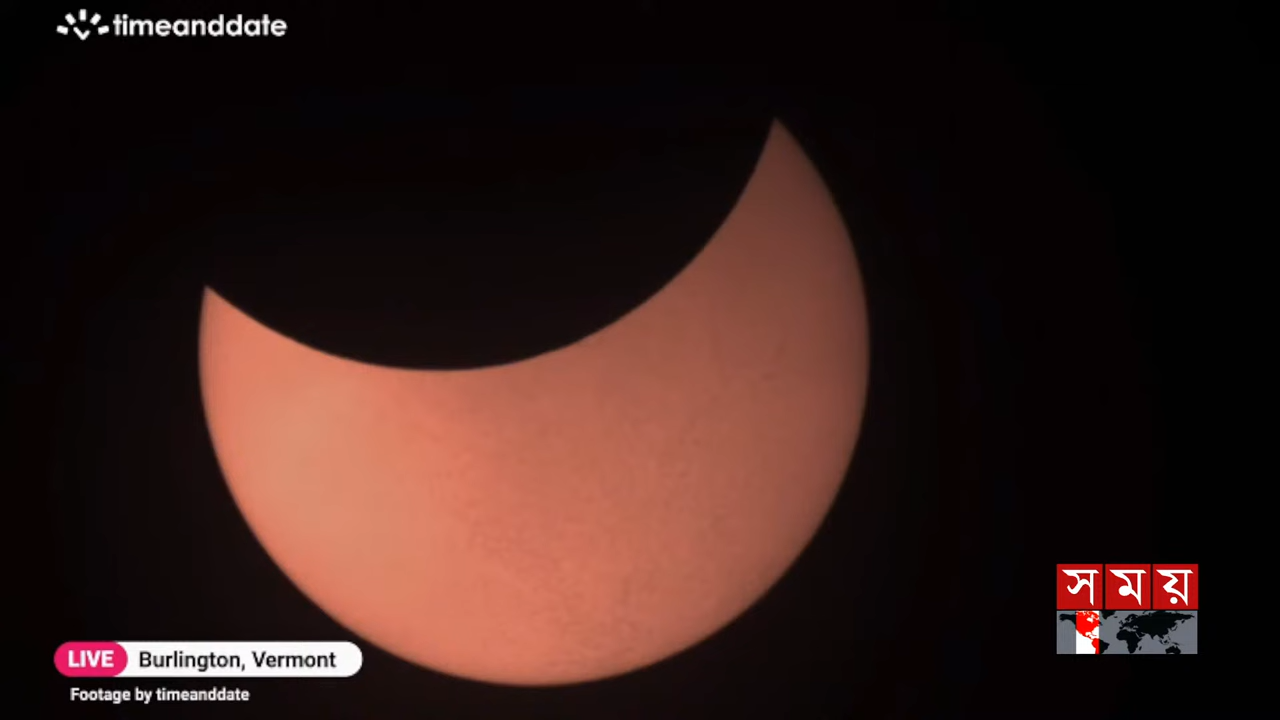 timeanddate
সময়
LIVE Burlington, Vermont
Footage by timeanddate